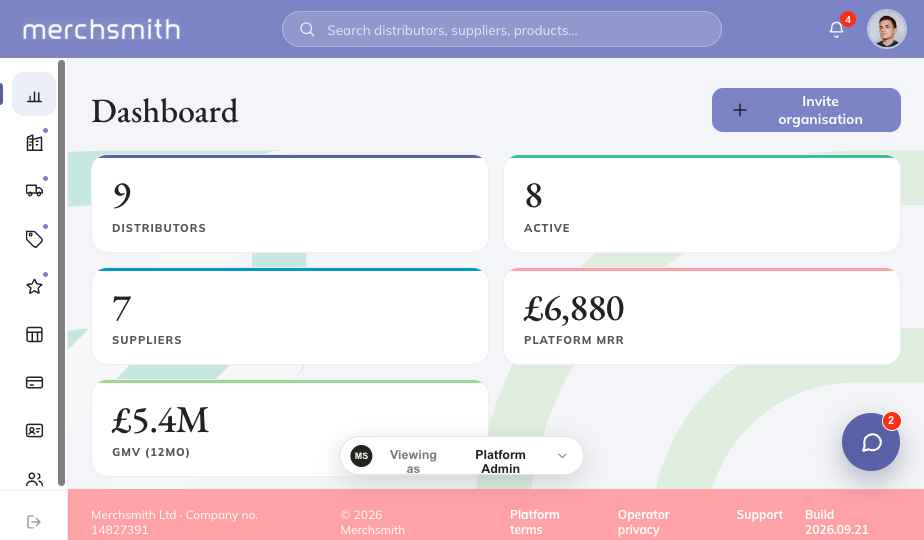 merchsmith
Search distributors, suppliers, products...
4
Dashboard
Invite
organisation
9
DISTRIBUTORS
8
ACTIVE
7
SUPPLIERS
£6,880
PLATFORM MRR
£5.4M
GMV (12MO)
MS
Viewing
as
Platform
Admin
2
Merchsmith Ltd · Company no.
14827391
© 2026
Merchsmith
Platform
terms
Operator
privacy
Support
Build
2026.09.21